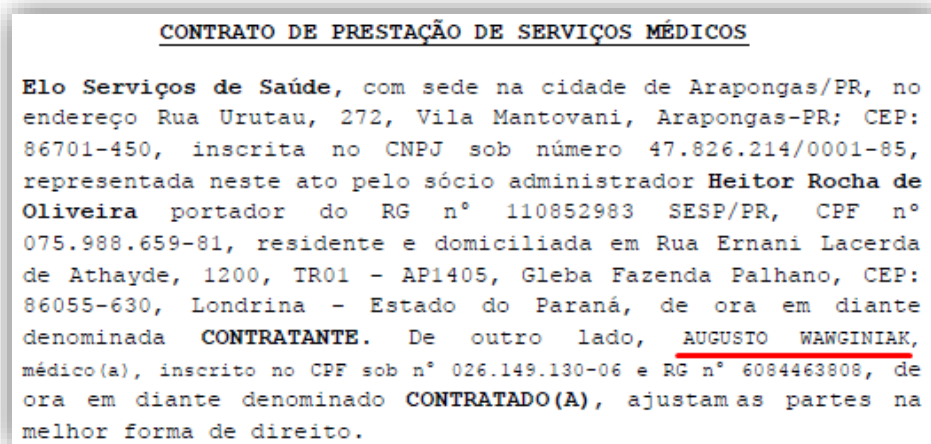 CONTRATO DE PRESTAÇÃO DE SERVIÇOS MÉDICOS
Elo Serviços de Saúde, com sede na cidade de Arapongas/PR, no
endereço Rua Urutau, 272, Vila Mantovani, Arapongas-PR; CEP:
86701-450, inscrita no CNPJ sob número 47.826.214/0001-85,
representada neste ato pelo sócio administrador Heitor Rocha de
Oliveira portador do RG nº 110852983 SESP/PR, CPF nº
075.988.659-81, residente e domiciliada em Rua Ernani Lacerda
de Athayde, 1200, TR01 – AP1405, Gleba Fazenda Palhano, CEP:
86055-630, Londrina – Estado do Paraná, de ora em diante
denominada CONTRATANTE. De outro lado, AUGUSTO WAWGINIAK,
médico(a), inscrito no CPF sob n° 026.149.130-06 e RG n° 6084463808, de
ora em diante denominado CONTRATADO(A), ajustam as partes na
melhor forma de direito.